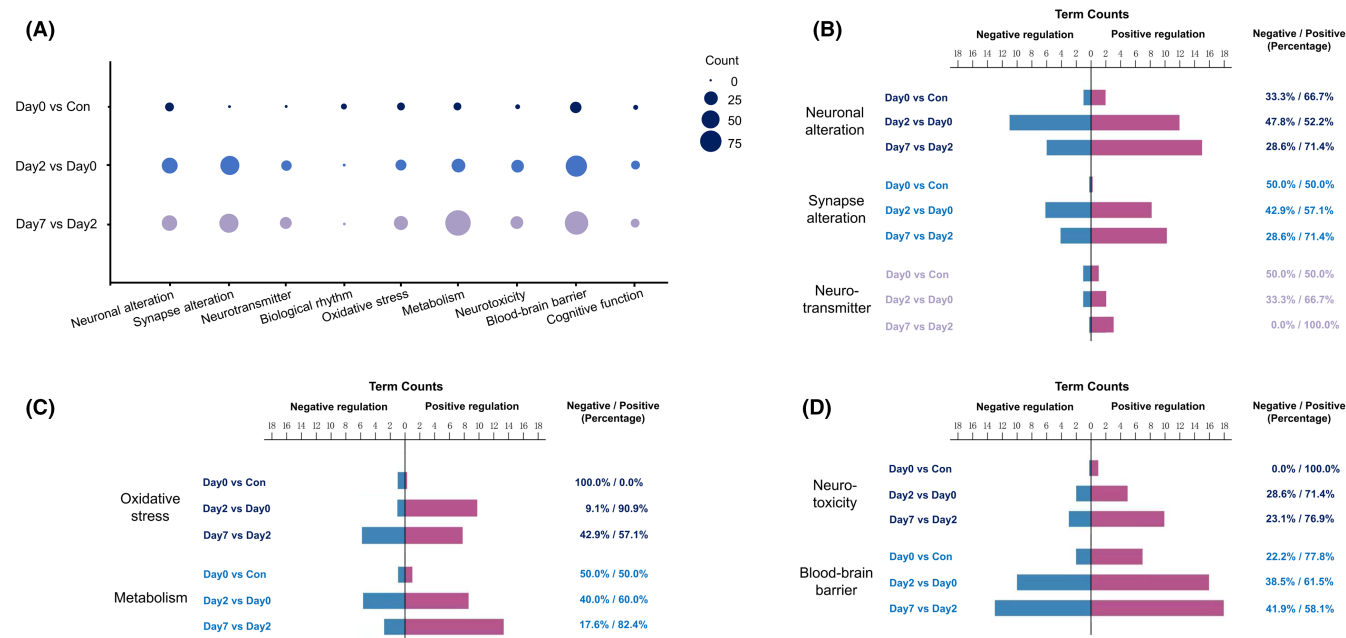 (A)
Count
0
25
50
75
Day0 vs Con
Day2 vs Day0
Day7 vs Day2
Neuronal alteration
Synapse alteration
Neurotransmitter
Biological rhythm
Oxidative stress
Metabolism
Neurotoxicity
Blood-brain barrier
Cognitive function
(B)
Term Counts
Negative regulation Positive regulation
Negative / Positive
(Percentage)
18 16 14 12 10 8 6 4 2 0 2 4 6 8 10 12 14 16 18
Neuronal
alteration
Day0 vs Con 33.3% / 66.7%
Day2 vs Day0 47.8% / 52.2%
Day7 vs Day2 28.6% / 71.4%
Synapse
alteration
Day0 vs Con 50.0% / 50.0%
Day2 vs Day0 42.9% / 57.1%
Day7 vs Day2 28.6% / 71.4%
Neuro-
transmitter
Day0 vs Con 50.0% / 50.0%
Day2 vs Day0 33.3% / 66.7%
Day7 vs Day2 0.0% / 100.0%
(C)
Term Counts
Negative regulation Positive regulation
Negative / Positive
(Percentage)
18 16 14 12 10 8 6 4 2 0 2 4 6 8 10 12 14 16 18
Oxidative
stress
Day0 vs Con 100.0% / 0.0%
Day2 vs Day0 9.1% / 90.9%
Day7 vs Day2 42.9% / 57.1%
Metabolism
Day0 vs Con 50.0% / 50.0%
Day2 vs Day0 40.0% / 60.0%
Day7 vs Day2 17.6% / 82.4%
(D)
Term Counts
Negative regulation Positive regulation
Negative / Positive
(Percentage)
18 16 14 12 10 8 6 4 2 0 2 4 6 8 10 12 14 16 18
Neuro-
toxicity
Day0 vs Con 0.0% / 100.0%
Day2 vs Day0 28.6% / 71.4%
Day7 vs Day2 23.1% / 76.9%
Blood-brain
barrier
Day0 vs Con 22.2% / 77.8%
Day2 vs Day0 38.5% / 61.5%
Day7 vs Day2 41.9% / 58.1%